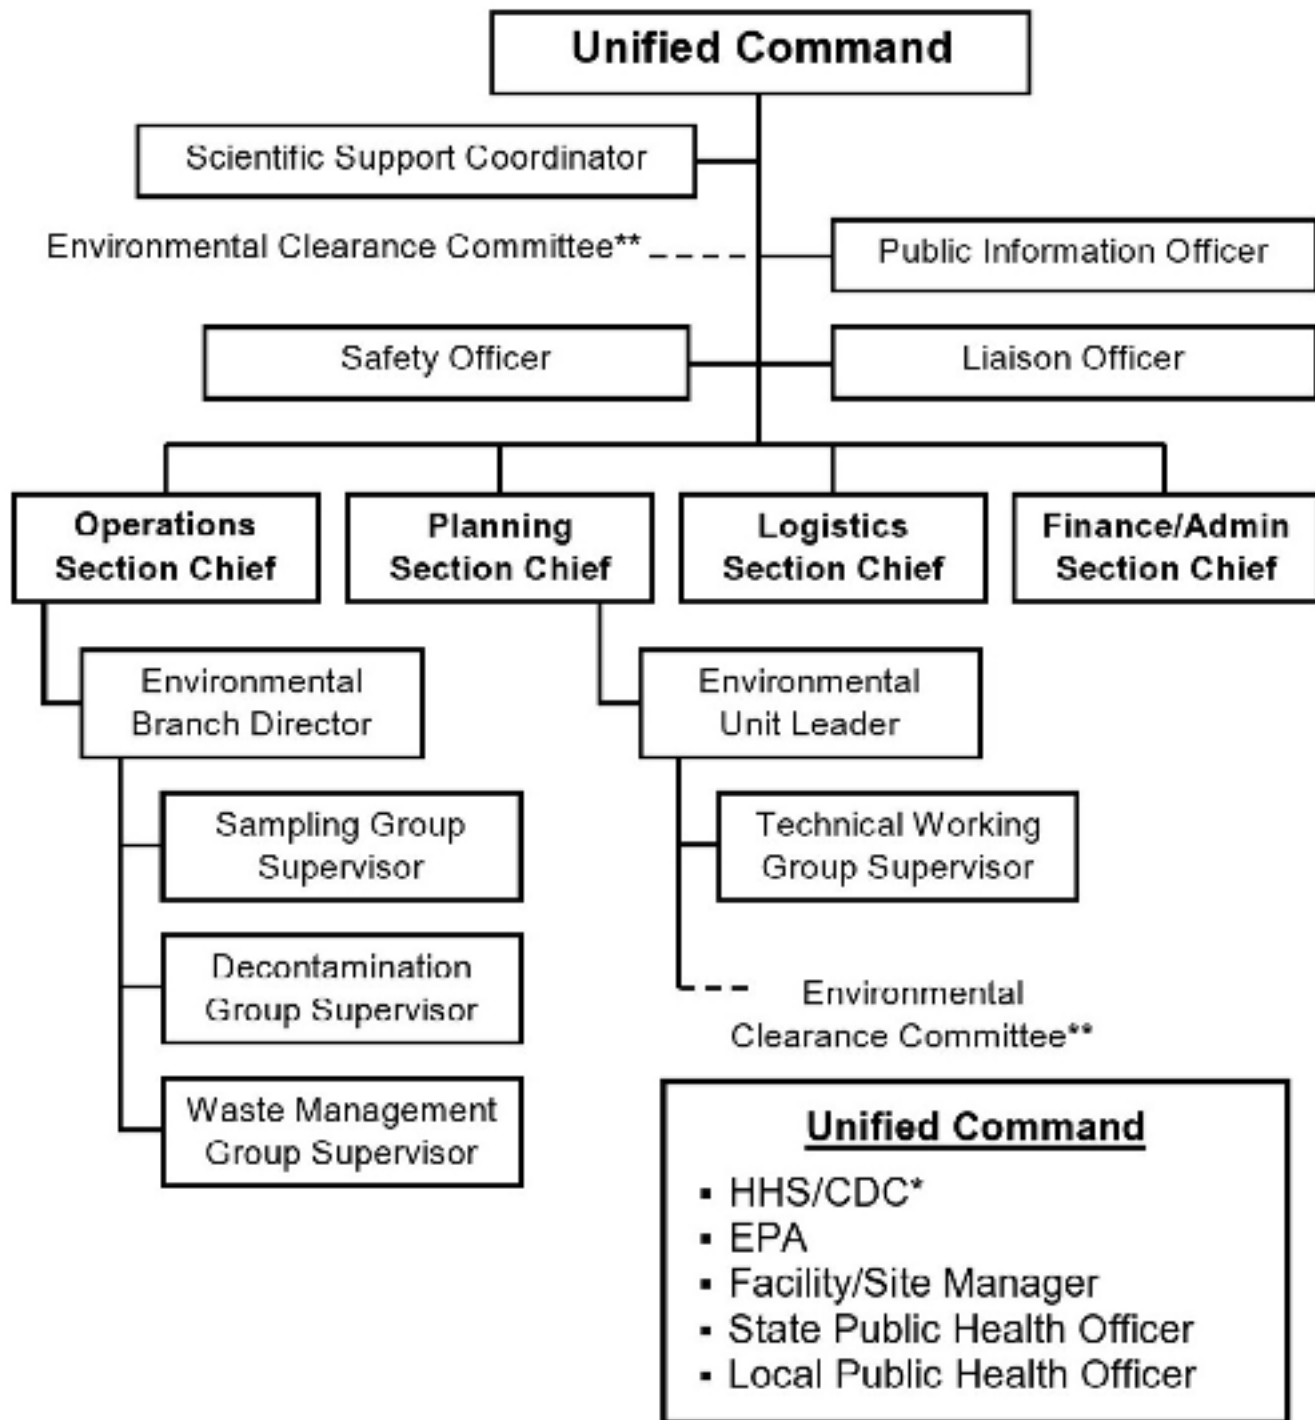 Unified Command
Scientific Support Coordinator
Environmental Clearance Committee**
Public Information Officer
Safety Officer
Liaison Officer
Operations
Section Chief
Planning
Section Chief
Logistics
Section Chief
Finance/Admin
Section Chief
Environmental
Branch Director
Environmental
Unit Leader
Sampling Group
Supervisor
Technical Working
Group Supervisor
Decontamination
Group Supervisor
Environmental
Clearance Committee**
Waste Management
Group Supervisor
Unified Command
▪ HHS/CDC*
▪ EPA
▪ Facility/Site Manager
▪ State Public Health Officer
▪ Local Public Health Officer